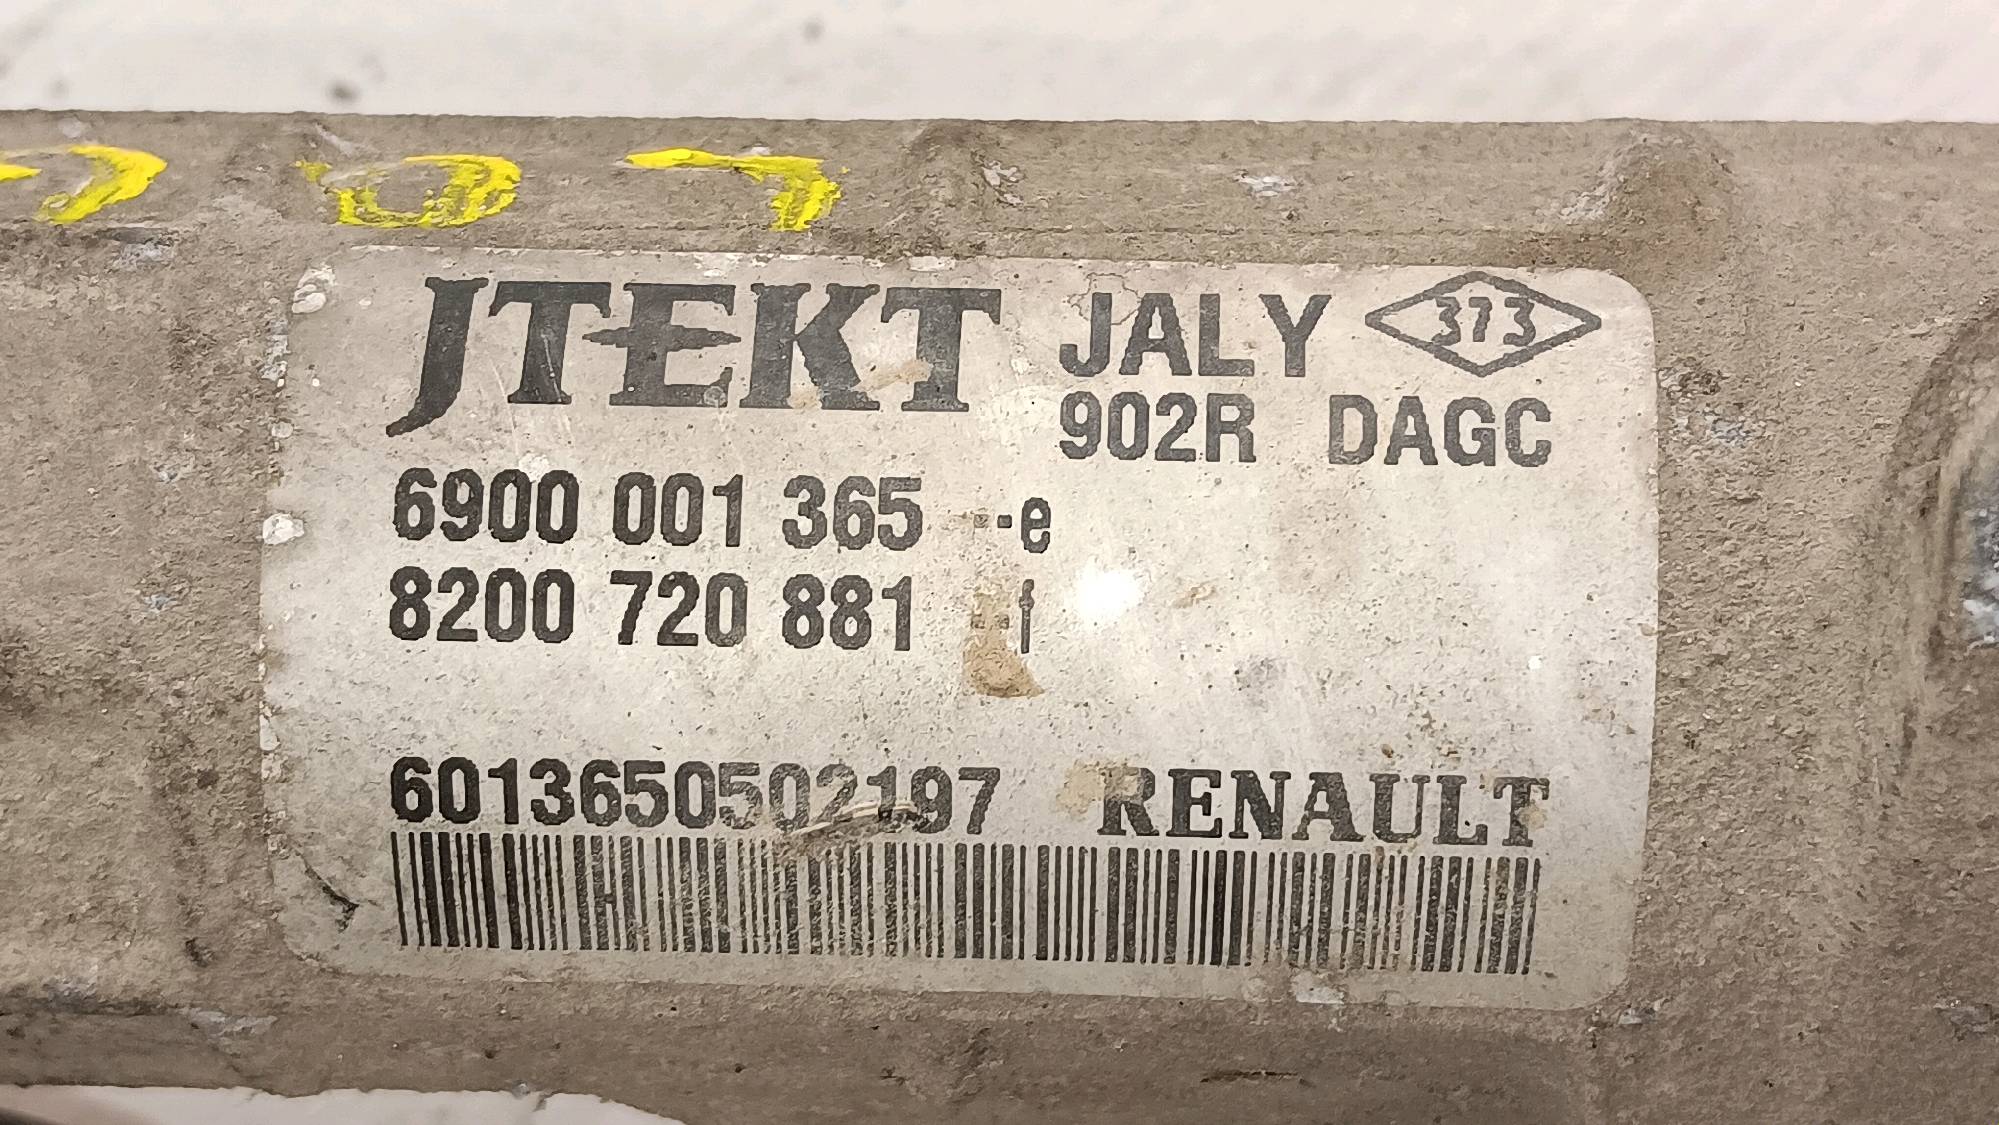 JTEKT JALY 373
902R DAGC
6900 001 365 --e
8200 720 881 --f
6013650502197 RENAULT